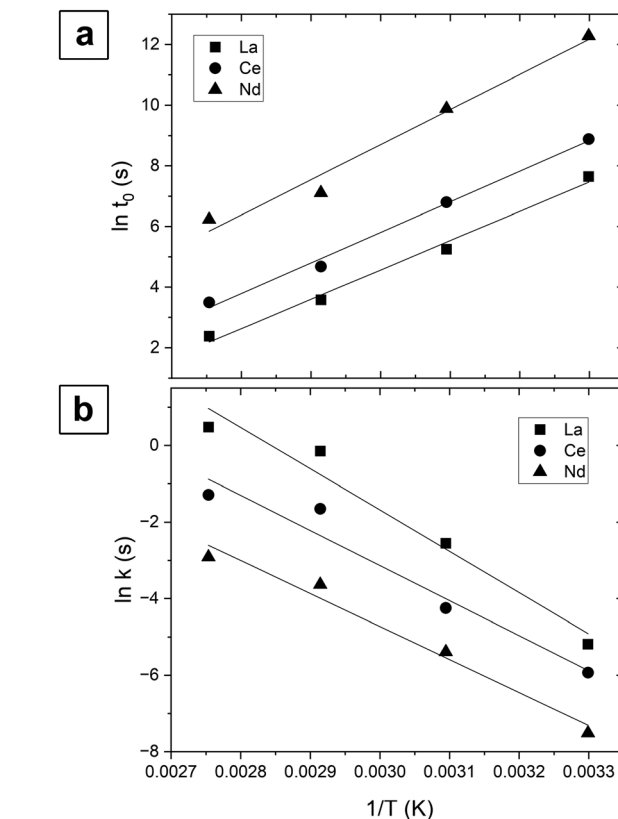 a
12
10
8
6
4
2
ln t₀ (s)
La
Ce
Nd
b
0
−2
−4
−6
−8
ln k (s)
La
Ce
Nd
0.0027 0.0028 0.0029 0.0030 0.0031 0.0032 0.0033
1/T (K)